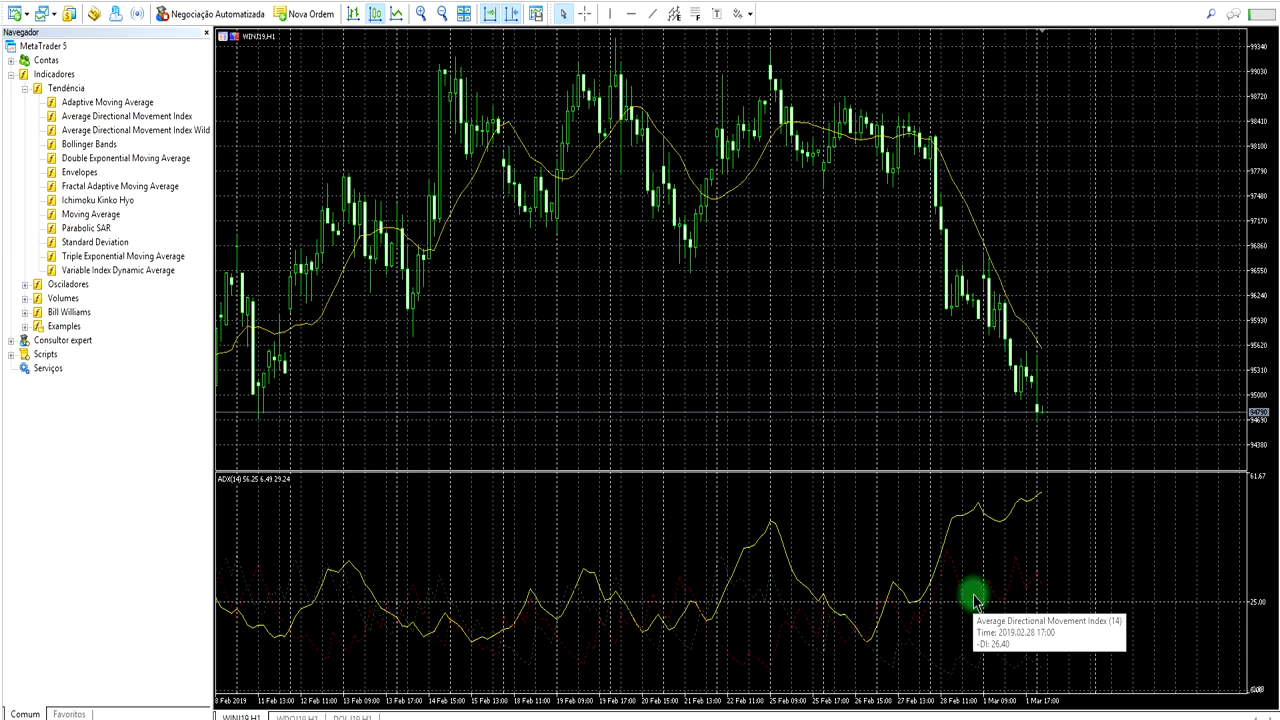 Negociação Automatizada
Nova Ordem
Navegador
MetaTrader 5
Contas
Indicadores
Tendência
Adaptive Moving Average
Average Directional Movement Index
Average Directional Movement Index Wild
Bollinger Bands
Double Exponential Moving Average
Envelopes
Fractal Adaptive Moving Average
Ichimoku Kinko Hyo
Moving Average
Parabolic SAR
Standard Deviation
Triple Exponential Moving Average
Variable Index Dynamic Average
Osciladores
Volumes
Bill Williams
Examples
Consultor expert
Scripts
Serviços
Comum
Favoritos
WINJ19,H1
99340
99030
98720
98410
98100
97790
97480
97170
96860
96550
96240
95930
95620
95310
95000
94790
94690
94380
ADX(14) 56.25 6.49 29.24
61.67
25.00
Average Directional Movement Index (14)
Time: 2019.02.28 17:00
-DI: 26.40
8 Feb 2019
11 Feb 13:00
12 Feb 11:00
13 Feb 09:00
13 Feb 17:00
14 Feb 15:00
15 Feb 13:00
18 Feb 11:00
19 Feb 09:00
19 Feb 17:00
20 Feb 15:00
21 Feb 13:00
22 Feb 11:00
25 Feb 09:00
25 Feb 17:00
26 Feb 15:00
27 Feb 13:00
28 Feb 11:00
1 Mar 09:00
1 Mar 17:00
WINJ19,H1
WDOJ19,H1